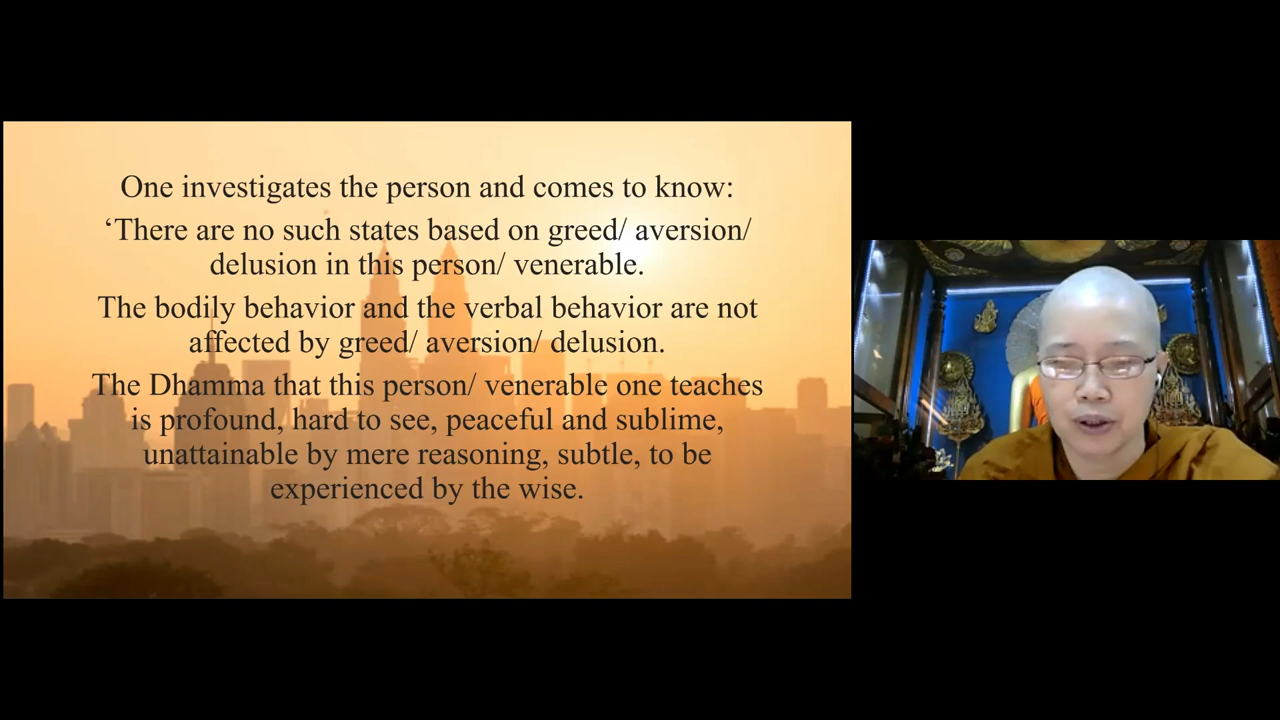 One investigates the person and comes to know:
‘There are no such states based on greed/ aversion/
delusion in this person/ venerable.
The bodily behavior and the verbal behavior are not
affected by greed/ aversion/ delusion.
The Dhamma that this person/ venerable one teaches
is profound, hard to see, peaceful and sublime,
unattainable by mere reasoning, subtle, to be
experienced by the wise.